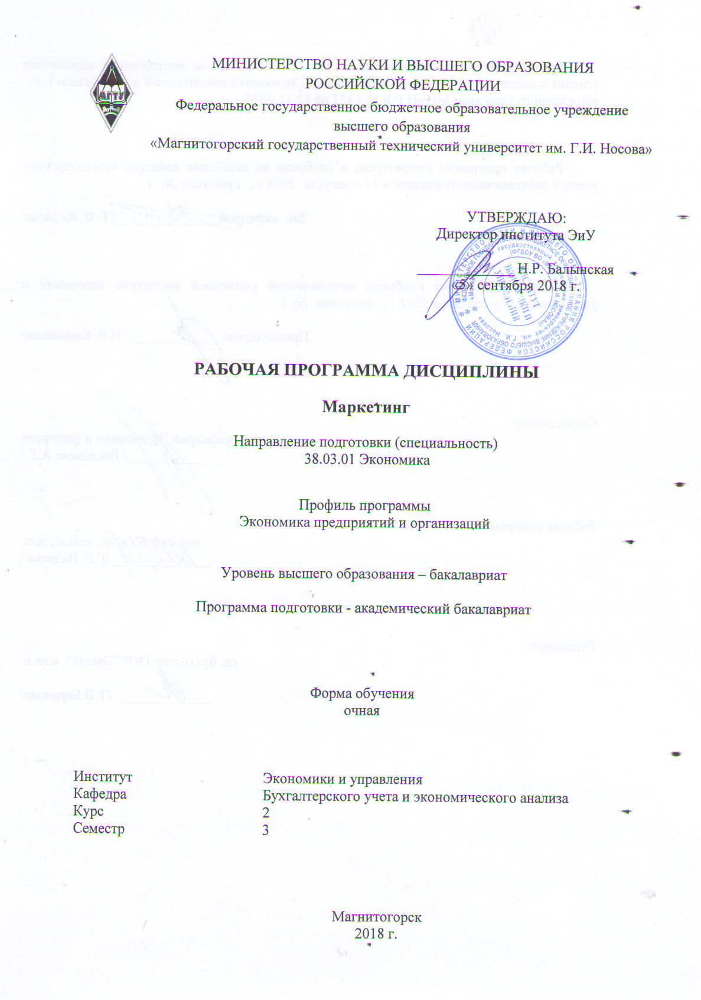 МИНИСТЕРСТВО НАУКИ И ВЫСШЕГО ОБРАЗОВАНИЯ
РОССИЙСКОЙ ФЕДЕРАЦИИ
Федеральное государственное бюджетное образовательное учреждение
высшего образования
«Магнитогорский государственный технический университет им. Г.И. Носова»
МГТУ
УТВЕРЖДАЮ:
Директор института ЭиУ
Н.Р. Балынская
«5» сентября 2018 г.
РАБОЧАЯ ПРОГРАММА ДИСЦИПЛИНЫ
Маркетинг
Направление подготовки (специальность)
38.03.01 Экономика
Профиль программы
Экономика предприятий и организаций
Уровень высшего образования – бакалавриат
Программа подготовки - академический бакалавриат
Форма обучения
очная
Институт Экономики и управления
Кафедра Бухгалтерского учета и экономического анализа
Курс 2
Семестр 3
Магнитогорск
2018 г.